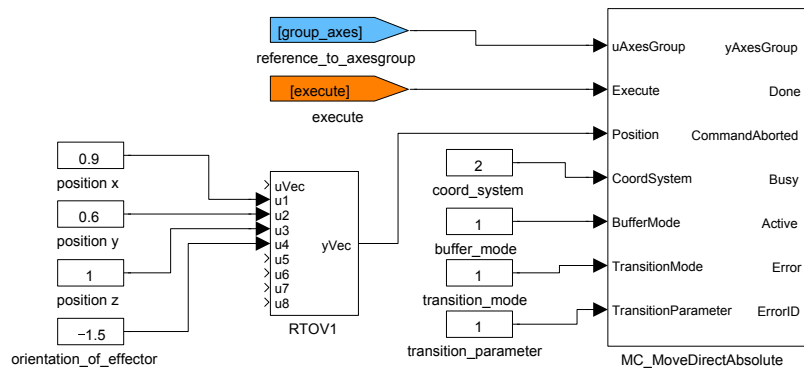 [group_axes]
reference_to_axesgroup
[execute]
execute
0.9
position x
0.6
position y
1
position z
−1.5
orientation_of_effector
uVec
u1
u2
u3
u4
u5
u6
u7
u8
yVec
RTOV1
2
coord_system
1
buffer_mode
1
transition_mode
1
transition_parameter
uAxesGroup yAxesGroup
Execute Done
Position CommandAborted
CoordSystem Busy
BufferMode Active
TransitionMode Error
TransitionParameter ErrorID
MC_MoveDirectAbsolute